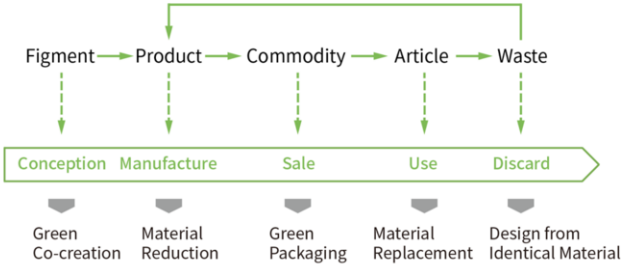 Figment Product Commodity Article Waste
Conception Manufacture Sale Use Discard
Green Material Green Material Design from
Co-creation Reduction Packaging Replacement Identical Material